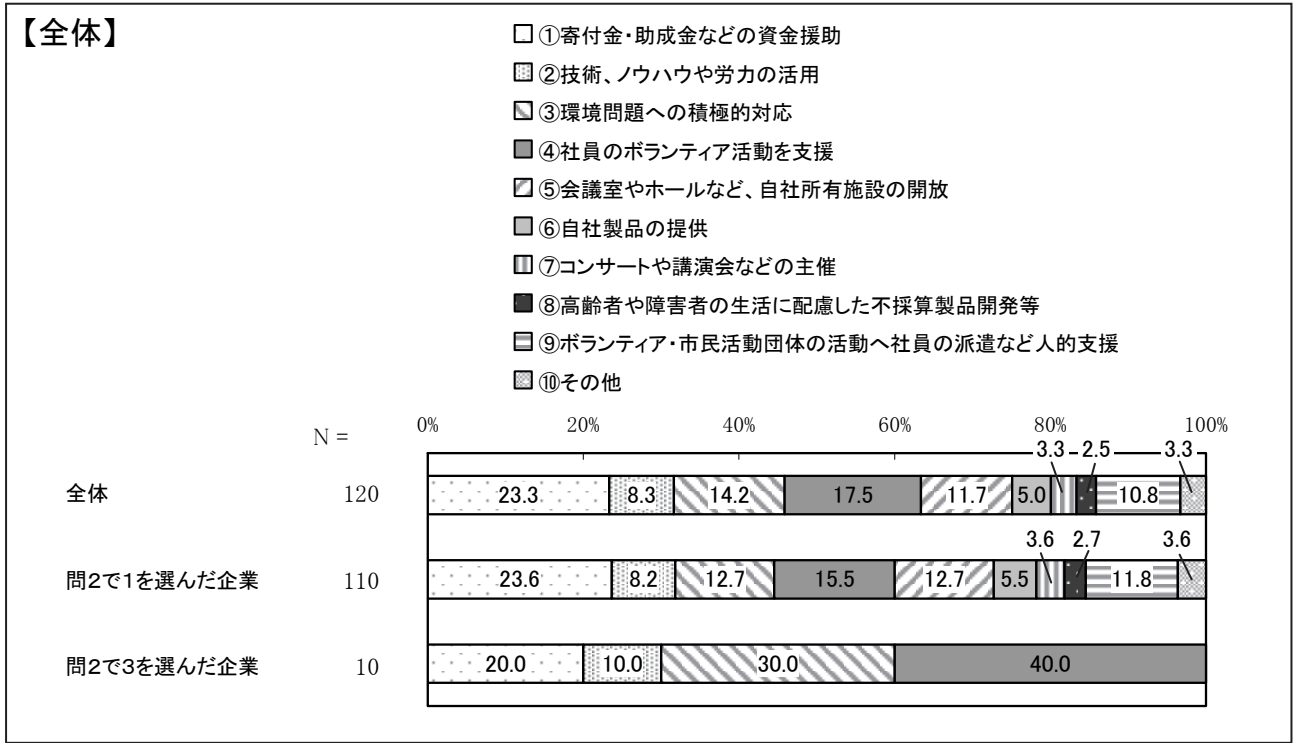 【全体】
①寄付金・助成金などの資金援助
②技術、ノウハウや労力の活用
③環境問題への積極的対応
④社員のボランティア活動を支援
⑤会議室やホールなど、自社所有施設の開放
⑥自社製品の提供
⑦コンサートや講演会などの主催
⑧高齢者や障害者の生活に配慮した不採算製品開発等
⑨ボランティア・市民活動団体の活動へ社員の派遣など人的支援
⑩その他
N = 0% 20% 40% 60% 80% 100%
3.3 2.5 3.3
全体 120 23.3 8.3 14.2 17.5 11.7 5.0 10.8
3.6 2.7 3.6
問2で1を選んだ企業 110 23.6 8.2 12.7 15.5 12.7 5.5 11.8
問2で3を選んだ企業 10 20.0 10.0 30.0 40.0